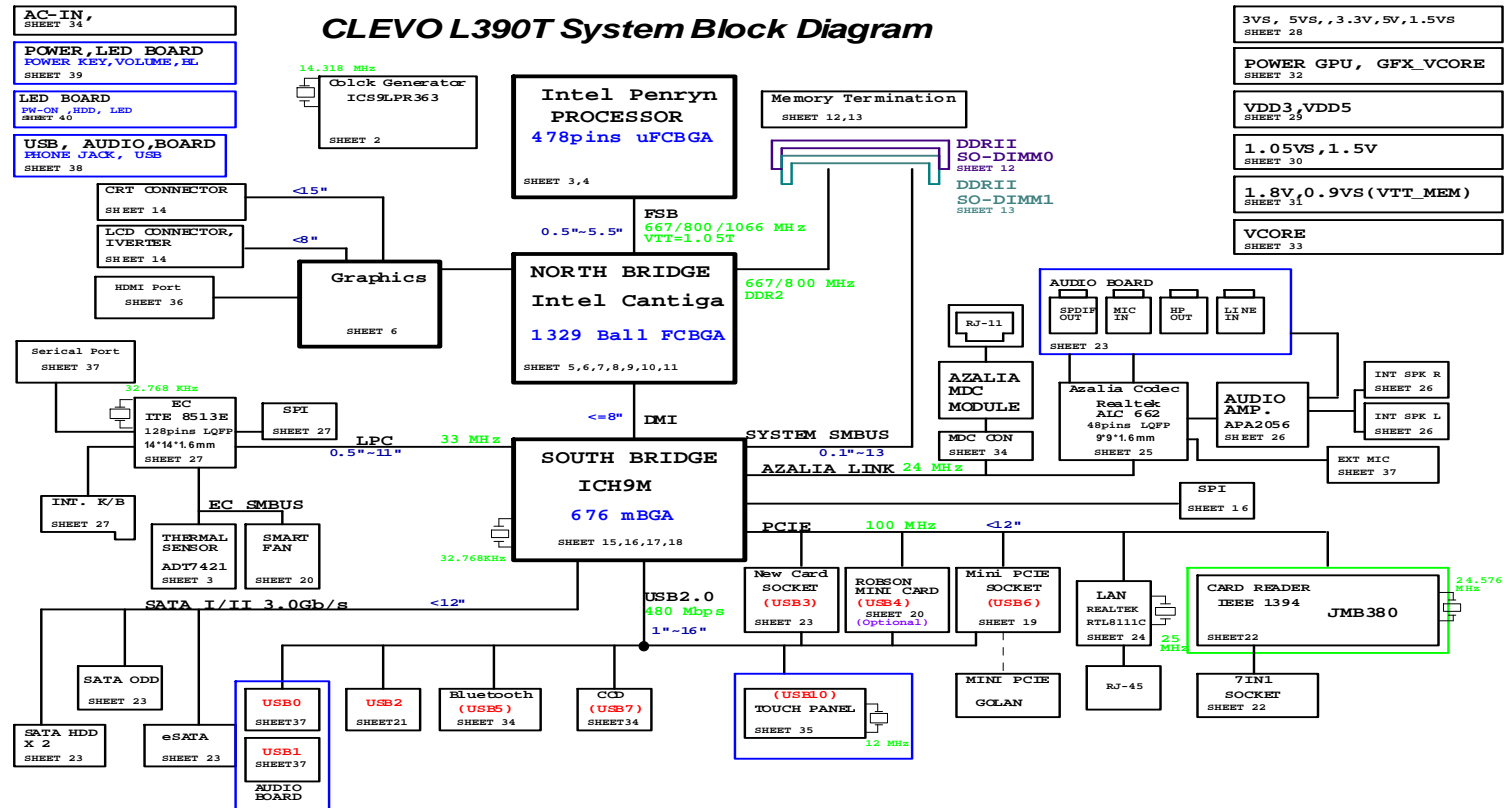 CLEVO L390T System Block Diagram
AC-IN,
SHEET 34
POWER,LED BOARD
POWER KEY,VOLUME,BL
SHEET 39
LED BOARD
PW-ON ,HDD, LED
SHEET 40
USB, AUDIO,BOARD
PHONE JACK, USB
SHEET 38
14.318 MHz
Colck Generator
ICS9LPR363
SHEET 2
Intel Penryn
PROCESSOR
478pins uFCBGA
SHEET 3,4
Memory Termination
SHEET 12,13
DDRII
SO-DIMM0
SHEET 12
DDRII
SO-DIMM1
SHEET 13
3VS, 5VS,,3.3V,5V,1.5VS
SHEET 28
POWER GPU, GFX_VCORE
SHEET 32
VDD3,VDD5
SHEET 29
1.05VS,1.5V
SHEET 30
1.8V,0.9VS(VTT_MEM)
SHEET 31
VCORE
SHEET 33
CRT CONNECTOR
SHEET 14
<15"
LCD CONNECTOR,
IVERTER
SHEET 14
<8"
HDMI Port
SHEET 36
Graphics
SHEET 6
0.5"~5.5"
FSB
667/800/1066 MHz
VTT=1.05T
NORTH BRIDGE
Intel Cantiga
1329 Ball FCBGA
SHEET 5,6,7,8,9,10,11
667/800 MHz
DDR2
<=8"
DMI
Serical Port
SHEET 37
32.768 KHz
EC
ITE 8513E
128pins LQFP
14*14*1.6mm
SHEET 27
SPI
SHEET 27
LPC
0.5"~11"
33 MHz
INT. K/B
SHEET 27
EC SMBUS
THERMAL
SENSOR
ADT7421
SHEET 3
SMART
FAN
SHEET 20
SOUTH BRIDGE
ICH9M
676 mBGA
SHEET 15,16,17,18
32.768KHz
SYSTEM SMBUS
0.1"~13
AZALIA LINK
24 MHz
RJ-11
AZALIA
MDC
MODULE
MDC CON
SHEET 34
AUDIO BOARD
SPDIF
OUT
MIC
IN
HP
OUT
LINE
IN
SHEET 23
Azalia Codec
Realtek
ALC 662
48pins LQFP
9*9*1.6mm
SHEET 25
AUDIO
AMP.
APA2056
SHEET 26
INT SPK R
SHEET 26
INT SPK L
SHEET 26
EXT MIC
SHEET 37
SPI
SHEET 16
PCIE
100 MHz
<12"
New Card
SOCKET
(USB3)
SHEET 23
ROBSON
MINI CARD
(USB4)
SHEET 20
(Optional)
Mini PCIE
SOCKET
(USB6)
SHEET 19
MINI PCIE
GOLAN
LAN
REALTEK
RTL8111C
SHEET 24
25
MHz
RJ-45
CARD READER
IEEE 1394
JMB380
SHEET22
24.576
MHz
7IN1
SOCKET
SHEET 22
SATA I/II 3.0Gb/s
<12"
USB2.0
480 Mbps
1"~16"
SATA HDD
X 2
SHEET 23
SATA ODD
SHEET 23
eSATA
SHEET 23
USB0
SHEET37
USB1
SHEET37
AUDIO
BOARD
USB2
SHEET21
Bluetooth
(USB5)
SHEET 34
CCD
(USB7)
SHEET34
(USB10)
TOUCH PANEL
SHEET 35
12 MHz